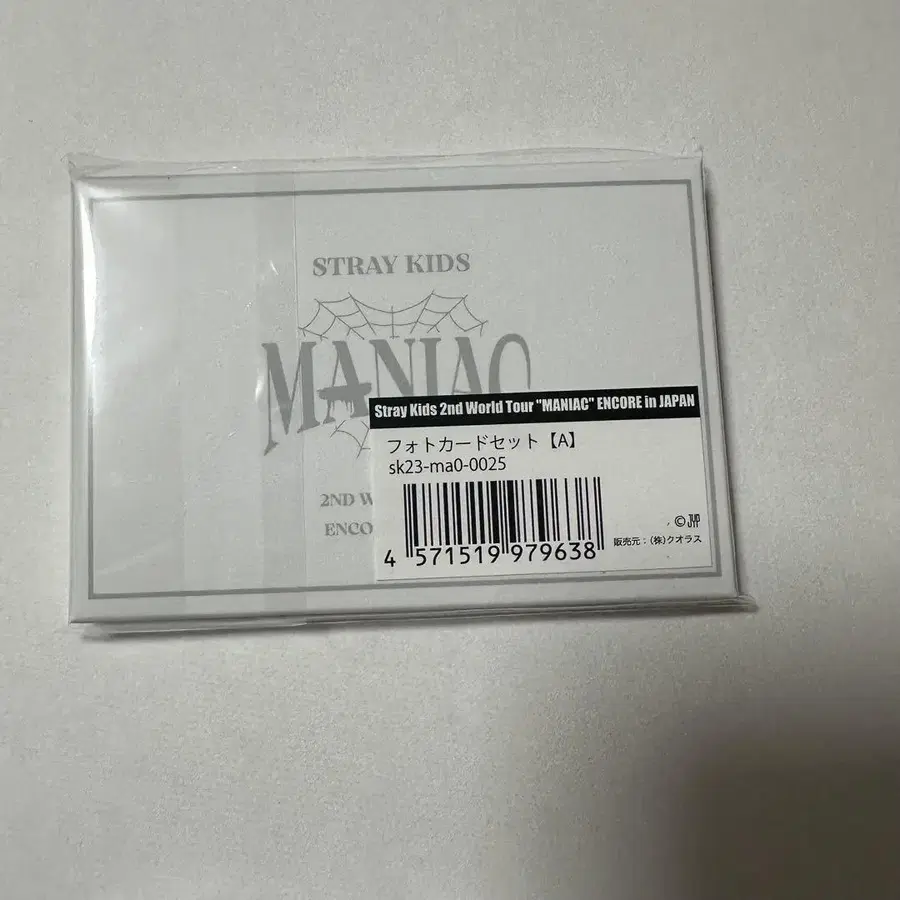 STRAY KIDS
MANIAC
Stray Kids 2nd World Tour "MANIAC" ENCORE in JAPAN
フォトカードセット【A】
sk23-ma0-0025
2ND W
ENCO
4 571519 979638
© JYP
販売元：(株)クオラス